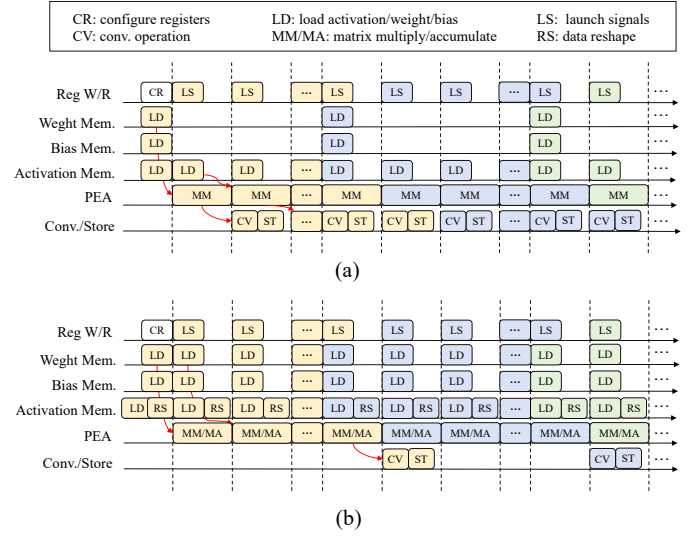 CR: configure registers LD: load activation/weight/bias LS: launch signals
CV: conv. operation MM/MA: matrix multiply/accumulate RS: data reshape
Reg W/R CR LS LS ··· LS LS LS ··· LS LS ···
Weght Mem. LD LD LD ···
Bias Mem. LD LD LD ···
Activation Mem. LD LD LD ··· LD LD LD ··· LD LD ···
PEA MM MM ··· MM MM MM ··· MM MM ···
Conv./Store CV ST ··· CV ST CV ST CV ST ··· CV ST CV ST ···
(a)
Reg W/R CR LS LS ··· LS LS LS ··· LS LS ···
Weght Mem. LD LD LD ··· LD LD LD ··· LD LD ···
Bias Mem. LD LD LD ··· LD LD LD ··· LD LD ···
Activation Mem. LD RS LD RS LD RS ··· LD RS LD RS LD RS ··· LD RS LD RS ···
PEA MM/MA MM/MA ··· MM/MA MM/MA MM/MA ··· MM/MA MM/MA ···
Conv./Store CV ST CV ST ···
(b)